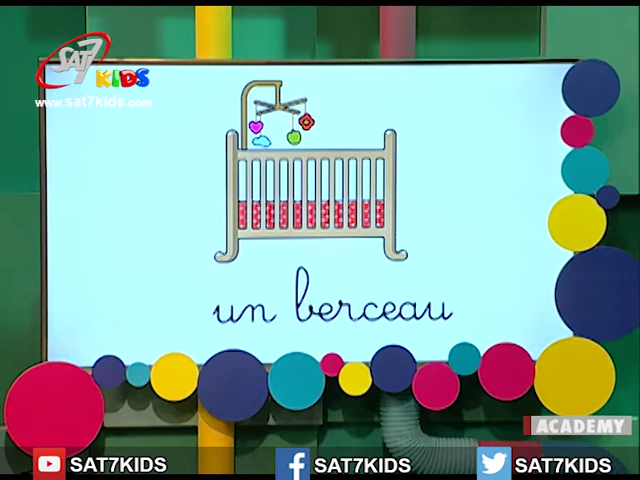 SAT7
KIDS
www.sat7kids.com
un berceau
ACADEMY
SAT7KIDS
SAT7KIDS
SAT7KIDS